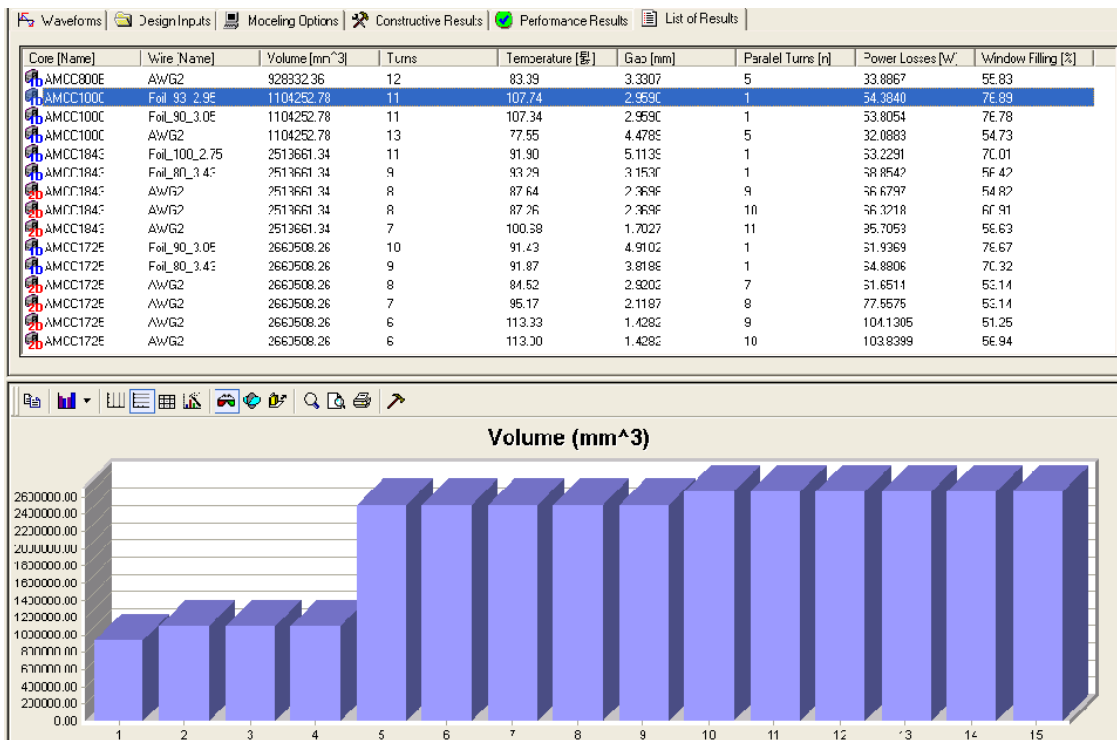 Waveforms Design Inputs Modeling Options Constructive Results Performance Results List of Results
Core [Name] Wire [Name] Volume [mm^3] Turns Temperature [튌] Gap [mm] Paralel Turns [n] Power Losses [W] Window Filling [%]
AMCC800B AWG2 928332.36 12 83.39 3.3307 5 33.8867 55.83
AMCC1000 Foil_93_2.95 1104252.78 11 107.74 2.9590 1 54.3840 76.89
AMCC1000 Foil_90_3.05 1104252.78 11 107.34 2.9590 1 53.8054 76.78
AMCC1000 AWG2 1104252.78 13 77.55 4.4789 5 32.0883 54.73
AMCC1843 Foil_100_2.75 2513661.34 11 91.90 5.1139 1 53.2291 70.01
AMCC1843 Foil_80_3.43 2513661.34 9 93.29 3.1530 1 58.8542 56.42
AMCC1843 AWG2 2513661.34 8 87.64 2.3698 9 56.6797 54.82
AMCC1843 AWG2 2513661.34 8 87.26 2.3698 10 56.3218 60.91
AMCC1843 AWG2 2513661.34 7 100.58 1.7027 11 58.63
AMCC1725 Foil_90_3.05 2660508.26 10 91.43 4.9102 1 51.9369 78.67
AMCC1725 Foil_80_3.43 2660508.26 9 91.87 3.8188 1 54.8806 70.32
AMCC1725 AWG2 2660508.26 8 84.52 2.9202 7 51.6514 53.14
AMCC1725 AWG2 2660508.26 7 95.17 2.1187 8 77.5575 53.14
AMCC1725 AWG2 2660508.26 6 113.33 1.4282 9 104.1305 51.25
AMCC1725 AWG2 2660508.26 6 113.00 1.4282 10 103.8399 56.94
Volume (mm^3)
2600000.00
2400000.00
2200000.00
2000000.00
1800000.00
1600000.00
1400000.00
1200000.00
1000000.00
800000.00
600000.00
400000.00
200000.00
0.00
1 2 3 4 5 6 7 8 9 10 11 12 13 14 15